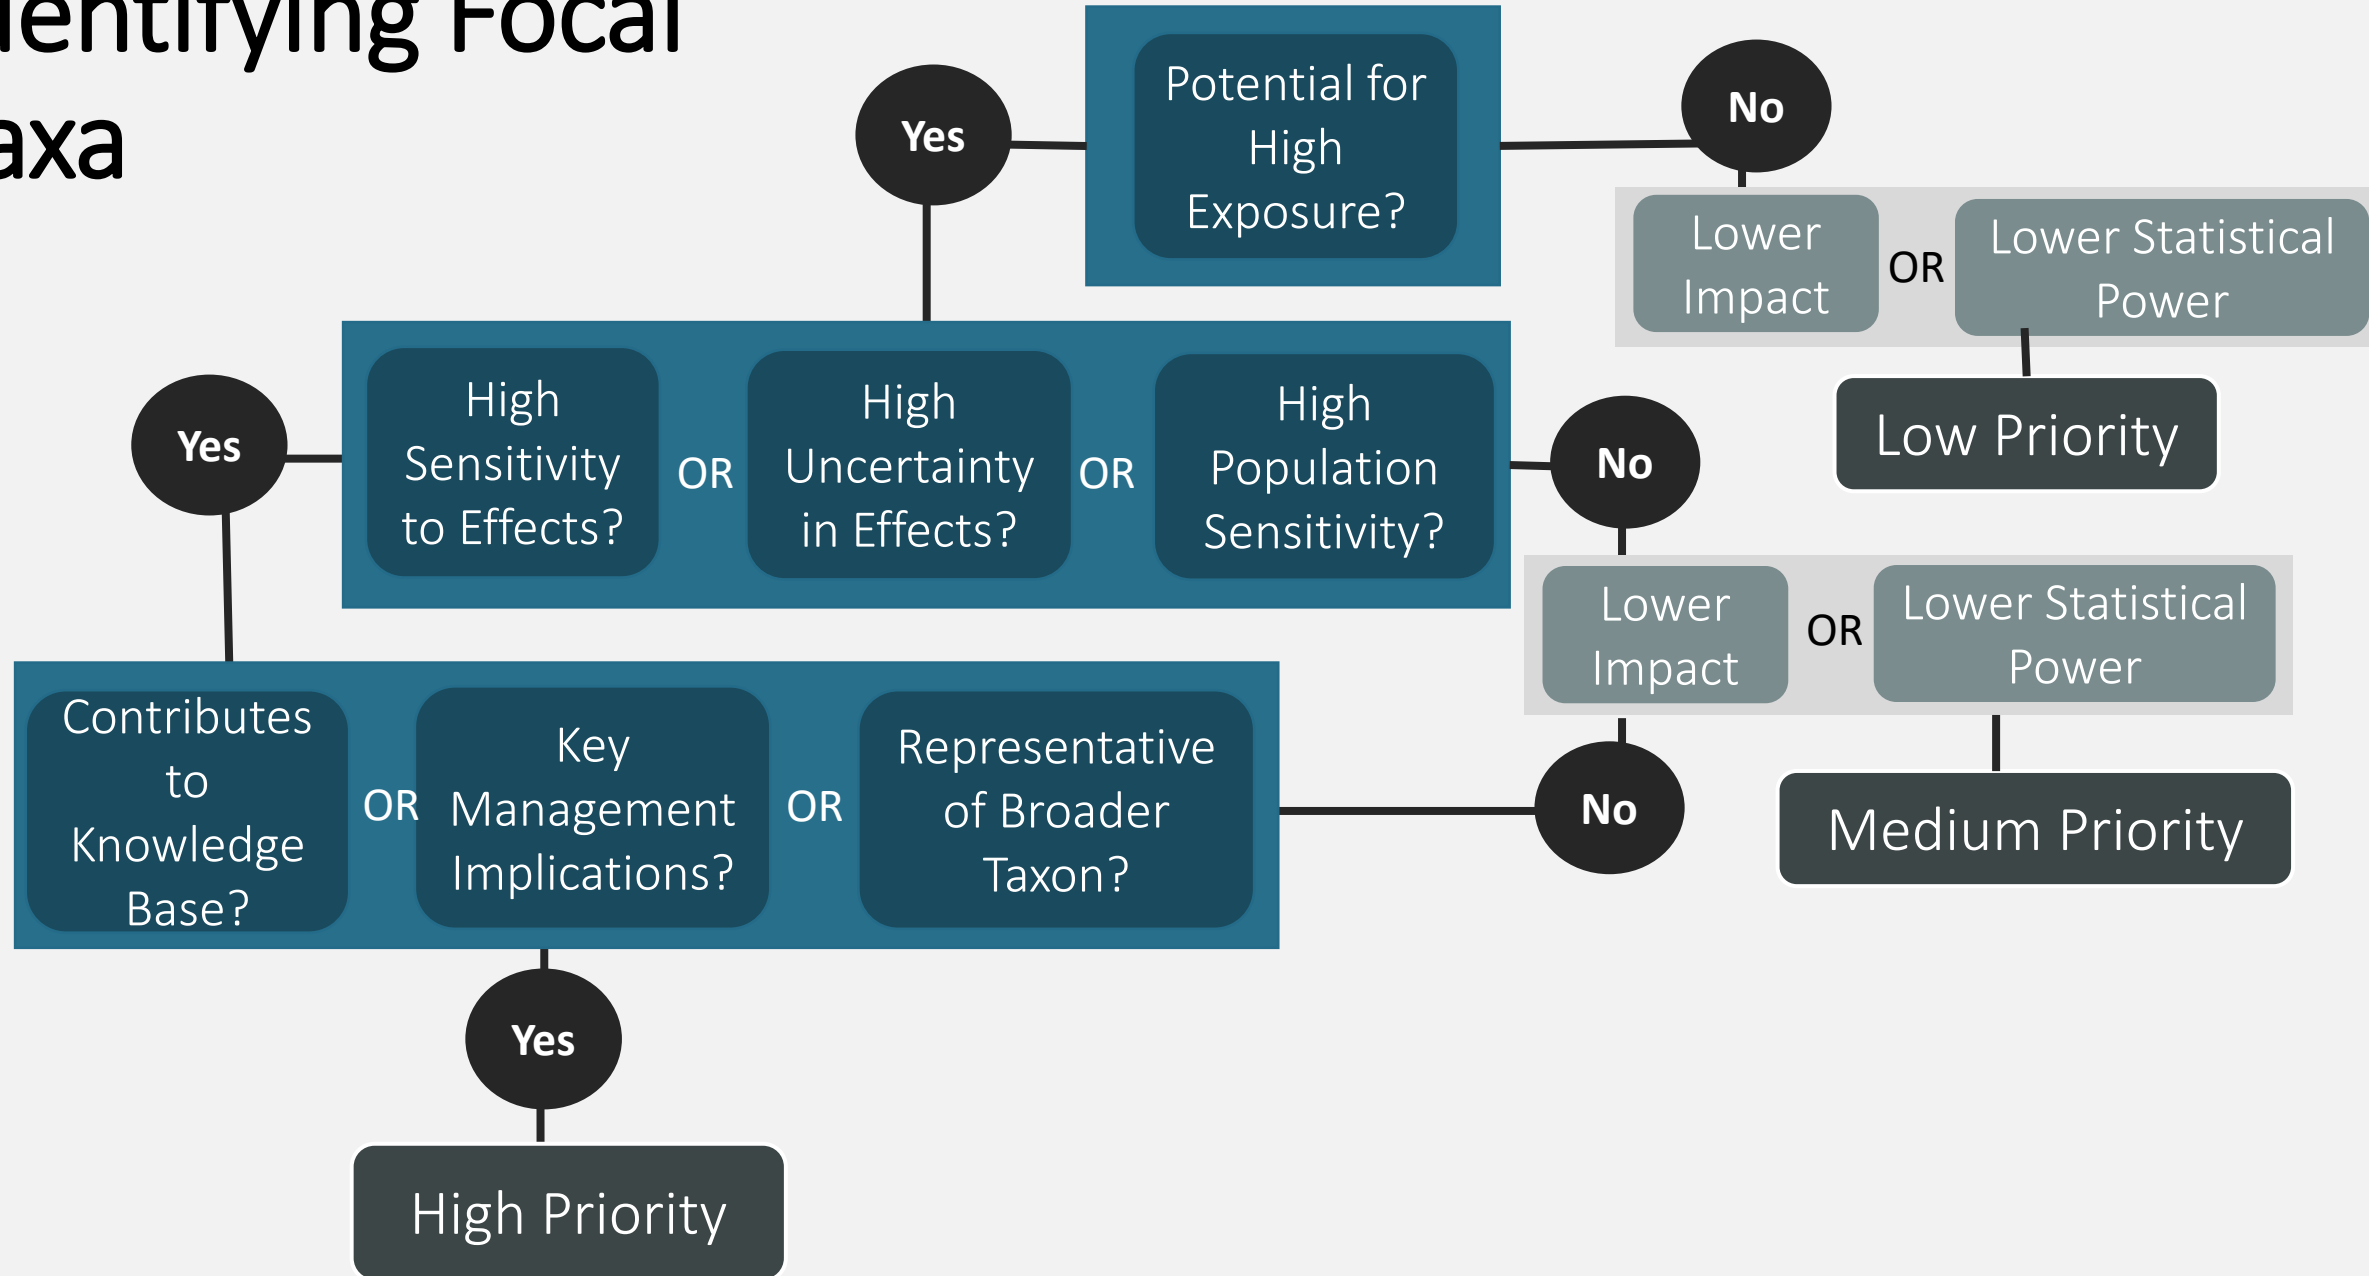 entifying Focal
axa
Potential for
High
Exposure?
Yes
No
Lower
Impact
OR
Lower Statistical
Power
Low Priority
High
Sensitivity
to Effects?
OR
High
Uncertainty
in Effects?
OR
High
Population
Sensitivity?
Yes
No
Lower
Impact
OR
Lower Statistical
Power
Medium Priority
Contributes
to
Knowledge
Base?
OR
Key
Management
Implications?
OR
Representative
of Broader
Taxon?
No
Yes
High Priority